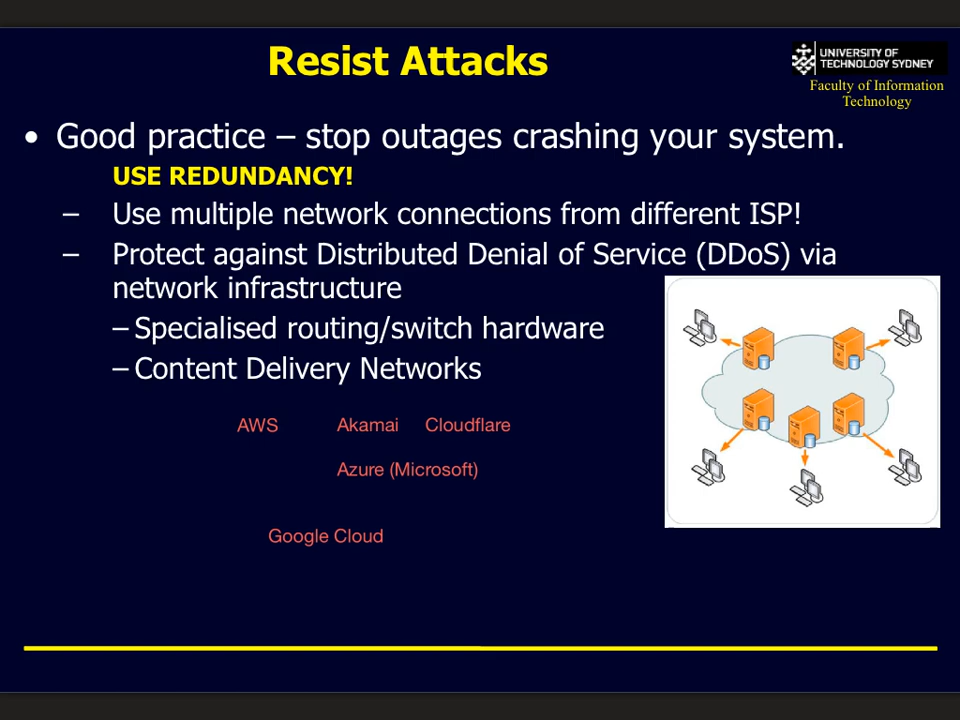 Resist Attacks
UNIVERSITY OF
TECHNOLOGY SYDNEY
Faculty of Information
Technology
• Good practice – stop outages crashing your system.
USE REDUNDANCY!
– Use multiple network connections from different ISP!
– Protect against Distributed Denial of Service (DDoS) via
network infrastructure
– Specialised routing/switch hardware
– Content Delivery Networks
AWS Akamai Cloudflare
Azure (Microsoft)
Google Cloud